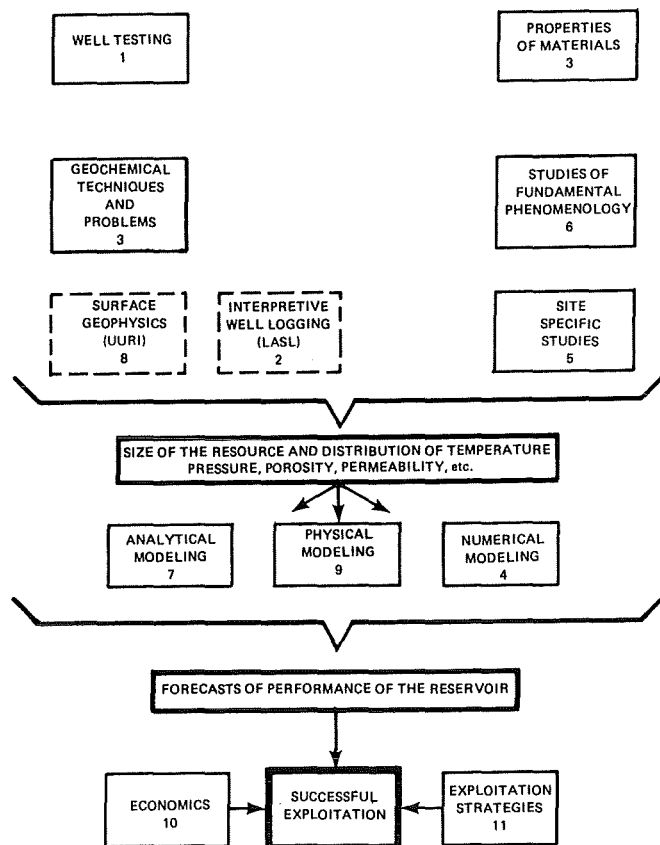 WELL TESTING
1
PROPERTIES
OF MATERIALS
3
GEOCHEMICAL
TECHNIQUES
AND
PROBLEMS
3
STUDIES OF
FUNDAMENTAL
PHENOMENOLOGY
6
SURFACE
GEOPHYSICS
(UURI)
8
INTERPRETIVE
WELL LOGGING
(LASL)
2
SITE
SPECIFIC
STUDIES
5
SIZE OF THE RESOURCE AND DISTRIBUTION OF TEMPERATURE
PRESSURE, POROSITY, PERMEABILITY, etc.
ANALYTICAL
MODELING
7
PHYSICAL
MODELING
9
NUMERICAL
MODELING
4
FORECASTS OF PERFORMANCE OF THE RESERVOIR
ECONOMICS
10
SUCCESSFUL
EXPLOITATION
EXPLOITATION
STRATEGIES
11